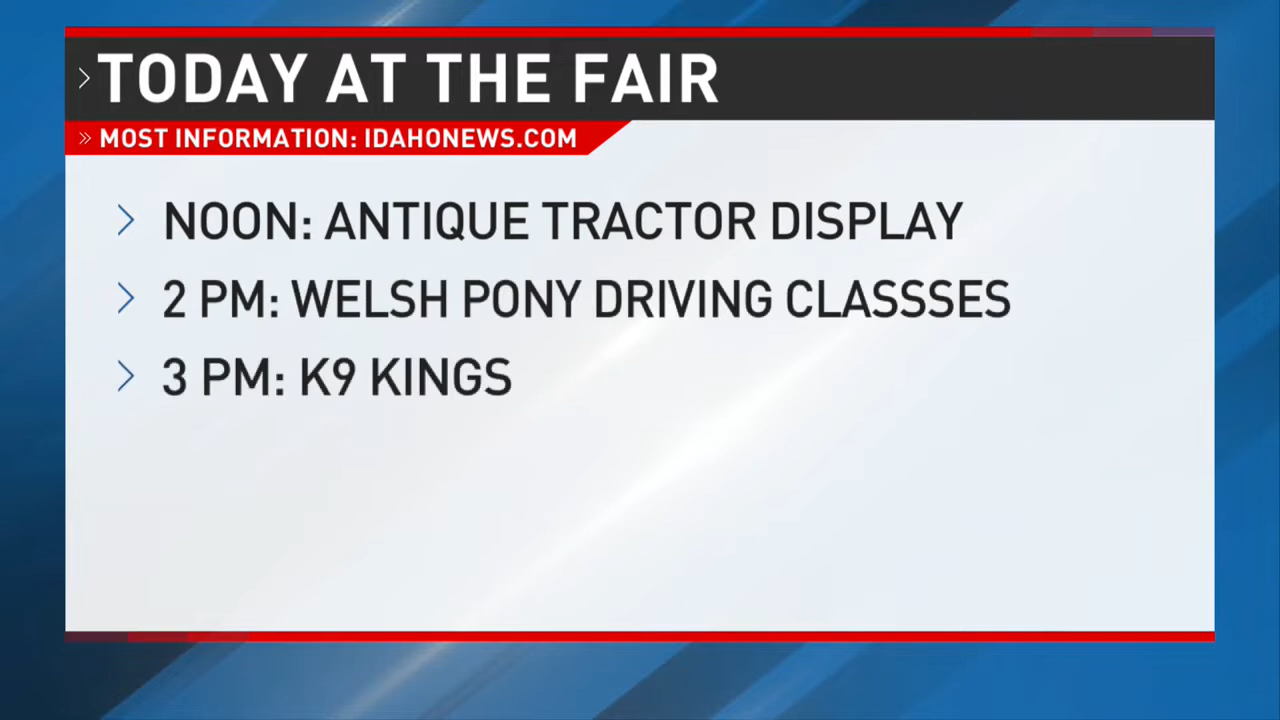 TODAY AT THE FAIR
MOST INFORMATION: IDAHONEWS.COM
NOON: ANTIQUE TRACTOR DISPLAY
2 PM: WELSH PONY DRIVING CLASSSES
3 PM: K9 KINGS